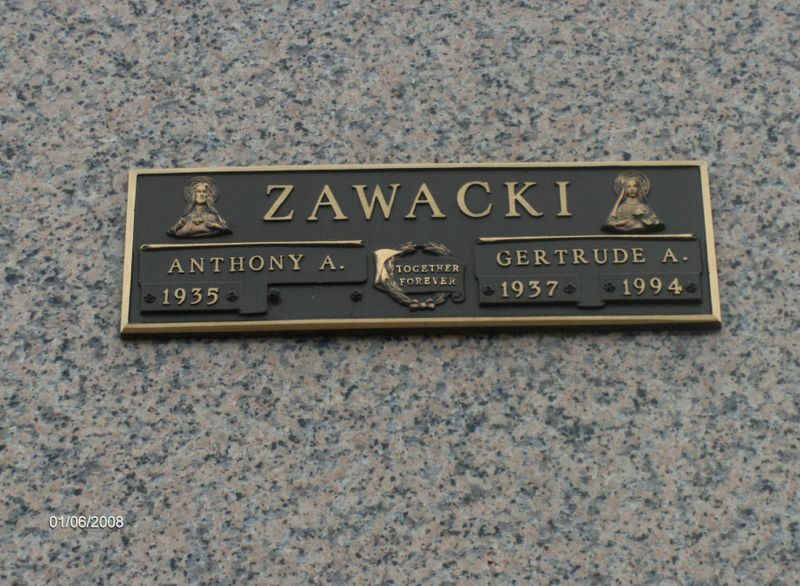 ZAWACKI
ANTHONY A.
1935
TOGETHER
FOREVER
GERTRUDE A.
1937 1994
01/06/2008